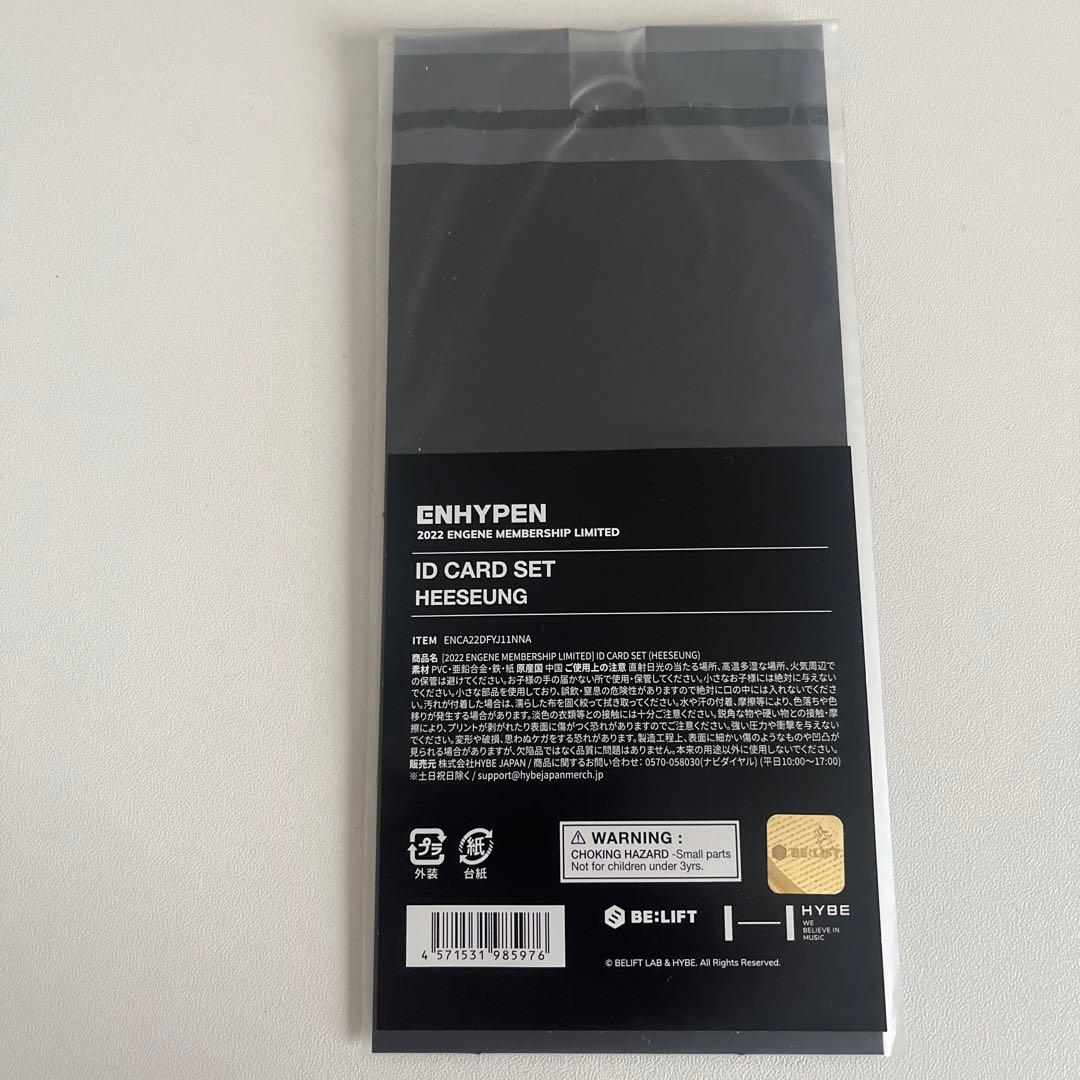 ENHYPEN
2022 ENGENE MEMBERSHIP LIMITED
ID CARD SET
HEESEUNG
ITEM ENCA22DFYJ11NNA
商品名 [2022 ENGENE MEMBERSHIP LIMITED] ID CARD SET (HEESEUNG)
素材 PVC・亜鉛合金・鉄・紙 原産国 中国 ご使用上の注意 直射日光の当たる場所、高温多湿な場所、火気周辺で
の保管は避けてください。お子様の手の届かない所で使用・保管してください。小さなお子様には絶対に与えない
でください。小さな部品を使用しており、誤飲・窒息の危険性がありますので絶対に口の中には入れないでくださ
い。汚れが付着した場合は、濡らした布を固く絞って拭き取ってください。水や汗の付着、摩擦等により、色落ちや色
移りが発生する場合があります。淡色の衣類等との接触には十分ご注意ください。鋭角な物や硬い物との接触・摩
擦により、プリントが剥がれたり表面に傷がつく恐れがありますのでご注意ください。強い圧力や衝撃を与えない
でください。変形や破損、思わぬケガをする恐れがあります。製造工程上、表面に細かい傷のようなものや凹凸が
見られる場合がありますが、欠陥品ではなく品質に問題はありません。本来の用途以外に使用しないでください。
販売元 株式会社HYBE JAPAN / 商品に関するお問い合わせ: 0570-058030(ナビダイヤル) (平日10:00〜17:00)
※土日祝日除く / support@hybejapanmerch.jp
プラ
外装
紙
台紙
⚠ WARNING :
CHOKING HAZARD -Small parts
Not for children under 3yrs.
BE:LIFT
4 571531 985976
BE:LIFT
HYBE
WE
BELIEVE IN
MUSIC
© BELIFT LAB & HYBE. All Rights Reserved.